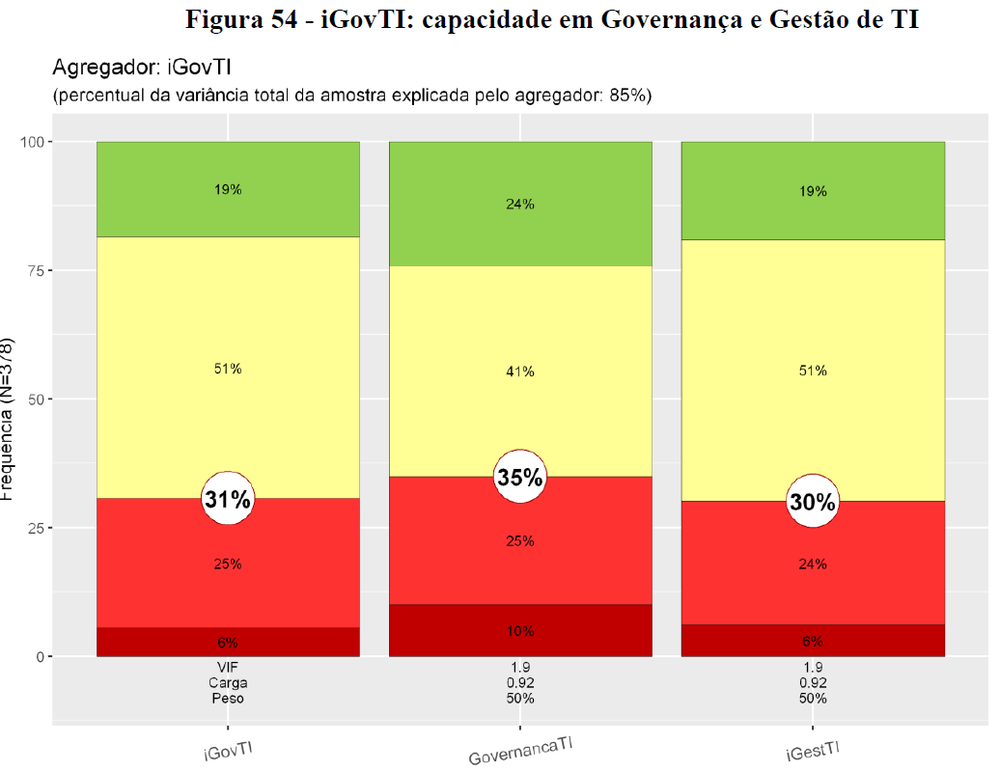 Figura 54 - iGovTI: capacidade em Governança e Gestão de TI
Agregador: iGovTI
(percentual da variância total da amostra explicada pelo agregador: 85%)
Frequência (N=378)
100
75
50
25
0
19%
51%
31%
25%
6%
24%
41%
35%
25%
10%
19%
51%
30%
24%
6%
VIF
Carga
Peso
1.9
0.92
50%
1.9
0.92
50%
iGovTI
GovernancaTI
iGestTI